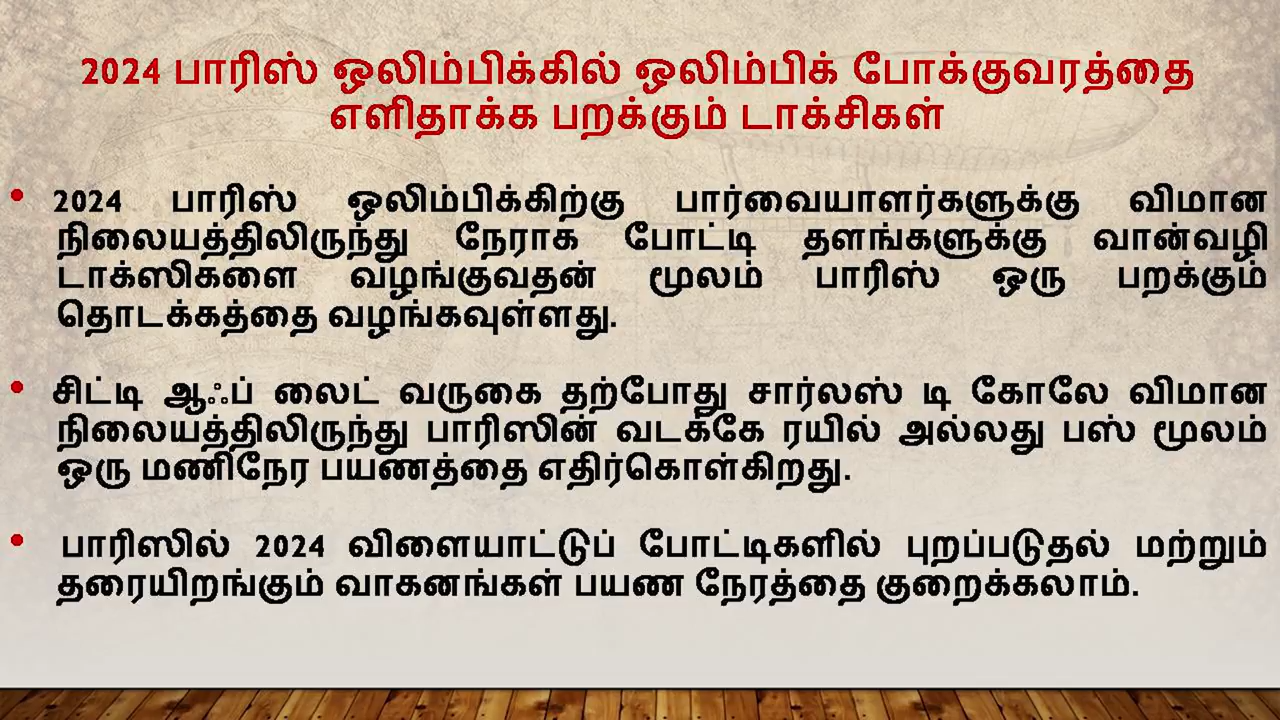 2024 பாரிஸ் ஒலிம்பிக்கில் ஒலிம்பிக் போக்குவரத்தை
எளிதாக்க பறக்கும் டாக்சிகள்
• 2024 பாரிஸ் ஒலிம்பிக்கிற்கு பார்வையாளர்களுக்கு விமான
நிலையத்திலிருந்து நேராக போட்டி தளங்களுக்கு வான்வழி
டாக்ஸிகளை வழங்குவதன் மூலம் பாரிஸ் ஒரு பறக்கும்
தொடக்கத்தை வழங்கவுள்ளது.
• சிட்டி ஆஃப் லைட் வருகை தற்போது சார்லஸ் டி கோலே விமான
நிலையத்திலிருந்து பாரிஸின் வடக்கே ரயில் அல்லது பஸ் மூலம்
ஒரு மணிநேர பயணத்தை எதிர்கொள்கிறது.
• பாரிஸில் 2024 விளையாட்டுப் போட்டிகளில் புறப்படுதல் மற்றும்
தரையிறங்கும் வாகனங்கள் பயண நேரத்தை குறைக்கலாம்.